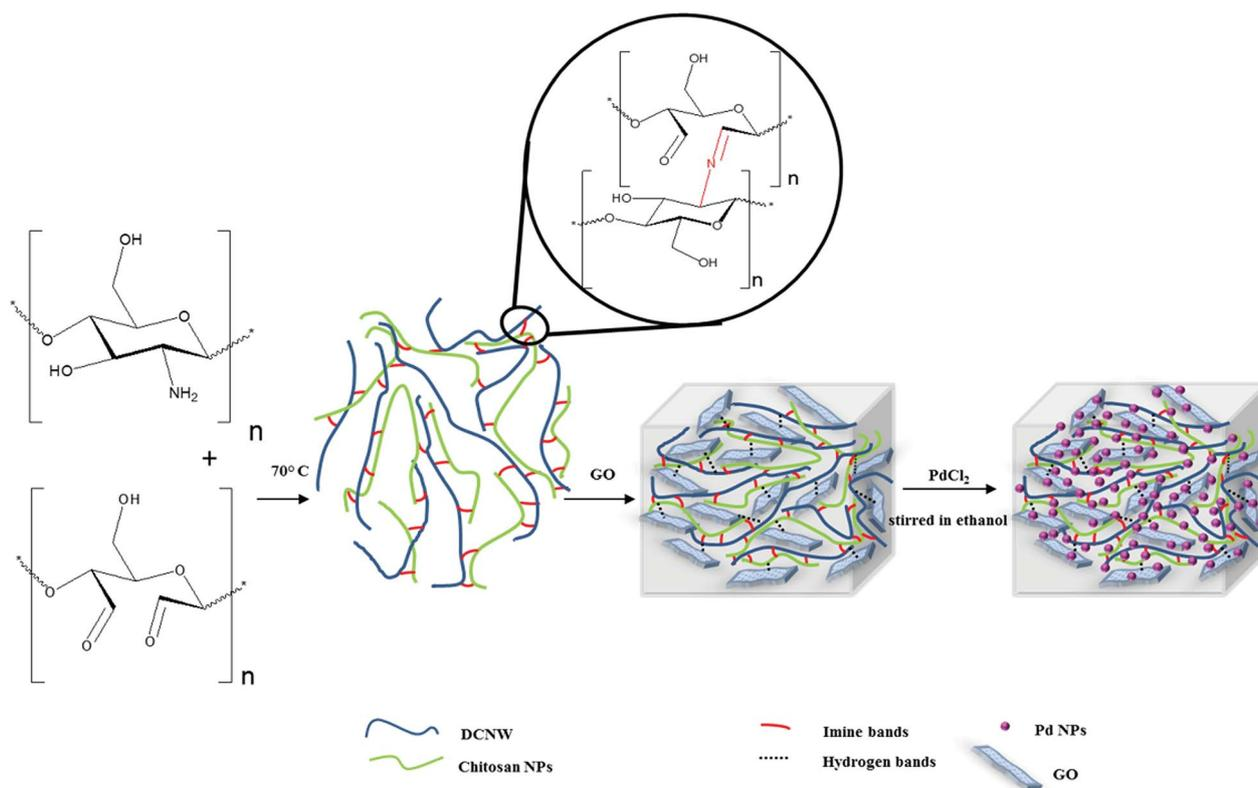 OH
O
O
N
O
n
HO
O
O
OH
n
OH
O
O
HO
NH₂
n
+
OH
O
O
O
O
n
70° C
GO
PdCl₂
stirred in ethanol
DCNW
Chitosan NPs
Imine bands
Hydrogen bands
Pd NPs
GO